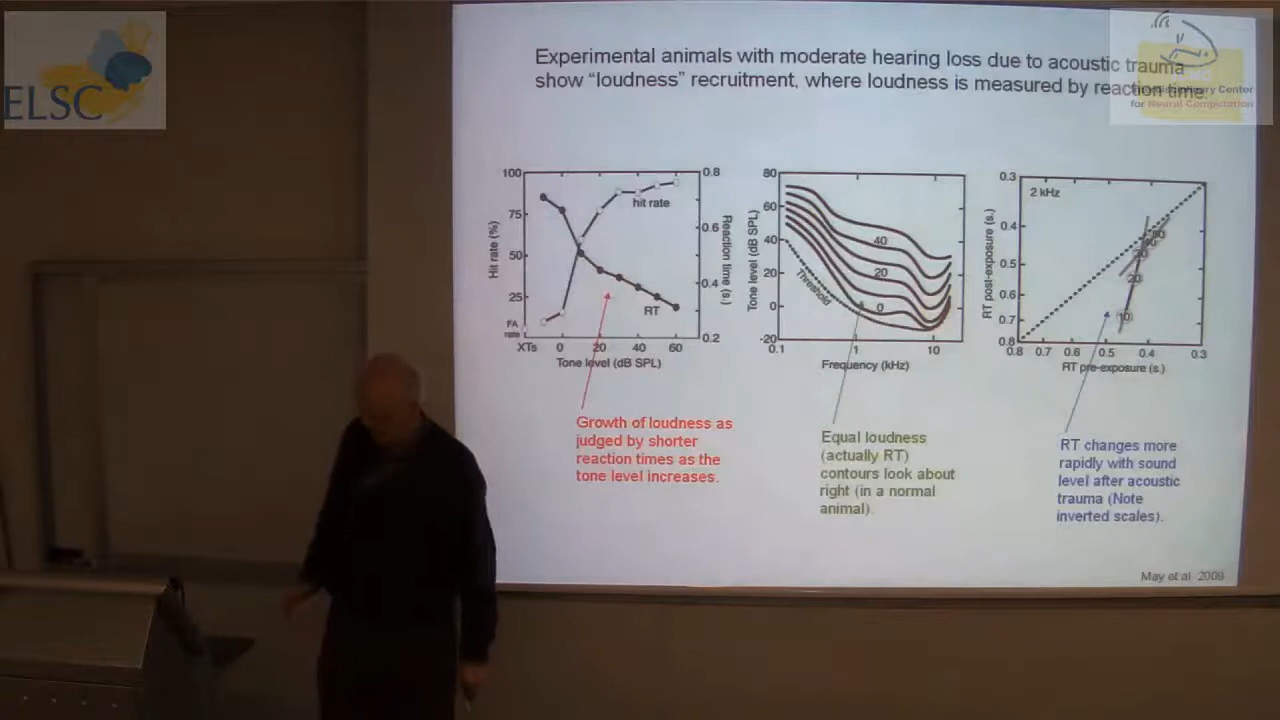 ELSC
Experimental animals with moderate hearing loss due to acoustic trauma
show “loudness” recruitment, where loudness is measured by reaction time.
Center
for Neural Computation
100
75
50
25
FA
rate
XTs
0
20
40
60
Hit rate (%)
Tone level (dB SPL)
0.8
0.6
0.4
0.2
Reaction time (s)
hit rate
RT
80
60
40
20
0
-20
Tone level (dB SPL)
0.1
1
10
Frequency (kHz)
Threshold
40
20
0
0.3
0.4
0.5
0.6
0.7
0.8
RT post-exposure (s.)
2 kHz
20
10
0.8
0.7
0.6
0.5
0.4
0.3
RT pre-exposure (s.)
Growth of loudness as
judged by shorter
reaction times as the
tone level increases.
Equal loudness
(actually RT)
contours look about
right (in a normal
animal).
RT changes more
rapidly with sound
level after acoustic
trauma (Note
inverted scales).
May et al. 2009